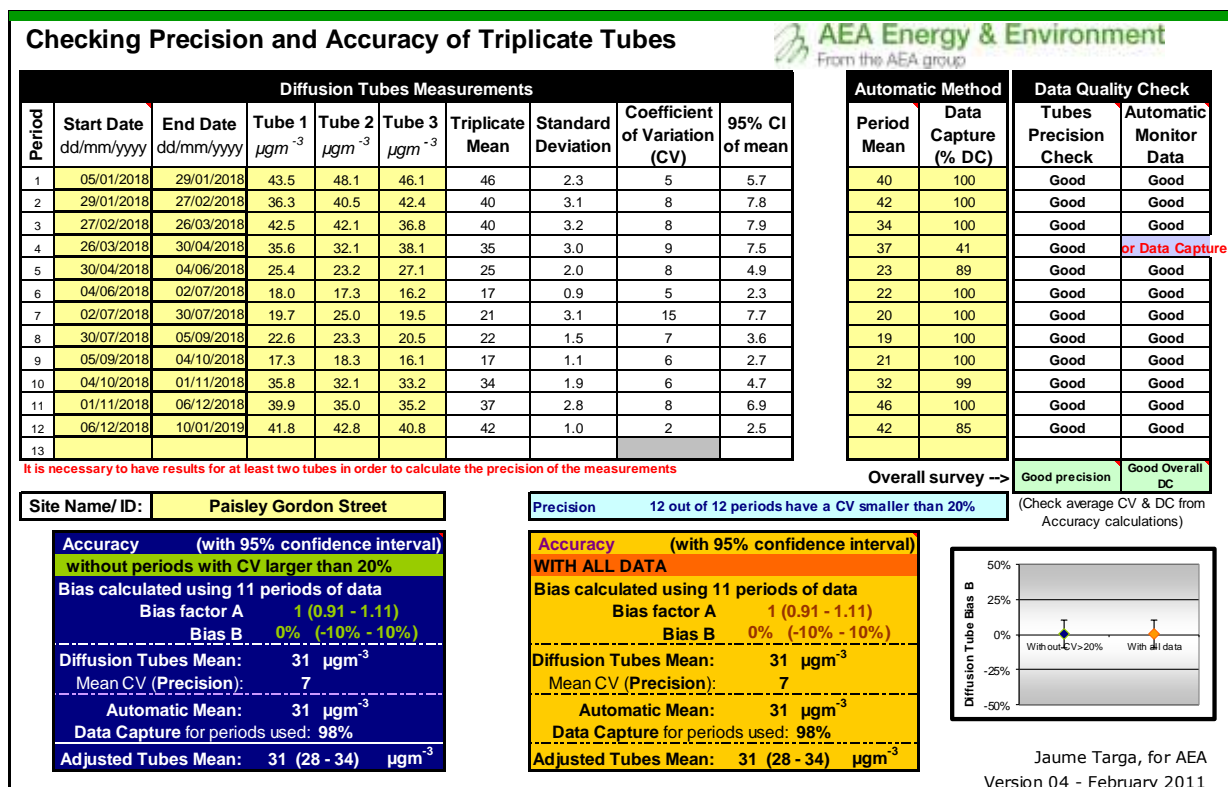 Checking Precision and Accuracy of Triplicate Tubes
AEA Energy & Environment
From the AEA group
Diffusion Tubes Measurements
Automatic Method
Data Quality Check
Period
Start Date dd/mm/yyyy
End Date dd/mm/yyyy
Tube 1 µgm -3
Tube 2 µgm -3
Tube 3 µgm -3
Triplicate Mean
Standard Deviation
Coefficient of Variation (CV)
95% CI of mean
Period Mean
Data Capture (% DC)
Tubes Precision Check
Automatic Monitor Data
1 05/01/2018 29/01/2018 43.5 48.1 46.1 46 2.3 5 5.7 40 100 Good Good
2 29/01/2018 27/02/2018 36.3 40.5 42.4 40 3.1 8 7.8 42 100 Good Good
3 27/02/2018 26/03/2018 42.5 42.1 36.8 40 3.2 8 7.9 34 100 Good Good
4 26/03/2018 30/04/2018 35.6 32.1 38.1 35 3.0 9 7.5 37 41 Good or Data Capture
5 30/04/2018 04/06/2018 25.4 23.2 27.1 25 2.0 8 4.9 23 89 Good Good
6 04/06/2018 02/07/2018 18.0 17.3 16.2 17 0.9 5 2.3 22 100 Good Good
7 02/07/2018 30/07/2018 19.7 25.0 19.5 21 3.1 15 7.7 20 100 Good Good
8 30/07/2018 05/09/2018 22.6 23.3 20.5 22 1.5 7 3.6 19 100 Good Good
9 05/09/2018 04/10/2018 17.3 18.3 16.1 17 1.1 6 2.7 21 100 Good Good
10 04/10/2018 01/11/2018 35.8 32.1 33.2 34 1.9 6 4.7 32 99 Good Good
11 01/11/2018 06/12/2018 39.9 35.0 35.2 37 2.8 8 6.9 46 100 Good Good
12 06/12/2018 10/01/2019 41.8 42.8 40.8 42 1.0 2 2.5 42 85 Good Good
13
It is necessary to have results for at least two tubes in order to calculate the precision of the measurements
Overall survey --> Good precision Good Overall DC
Site Name/ ID: Paisley Gordon Street
Precision 12 out of 12 periods have a CV smaller than 20%
(Check average CV & DC from
Accuracy calculations)
Accuracy (with 95% confidence interval)
without periods with CV larger than 20%
Bias calculated using 11 periods of data
Bias factor A 1 (0.91 - 1.11)
Bias B 0% (-10% - 10%)
Diffusion Tubes Mean: 31 µgm-3
Mean CV (Precision): 7
Automatic Mean: 31 µgm-3
Data Capture for periods used: 98%
Adjusted Tubes Mean: 31 (28 - 34) µgm-3
Accuracy (with 95% confidence interval)
WITH ALL DATA
Bias calculated using 11 periods of data
Bias factor A 1 (0.91 - 1.11)
Bias B 0% (-10% - 10%)
Diffusion Tubes Mean: 31 µgm-3
Mean CV (Precision): 7
Automatic Mean: 31 µgm-3
Data Capture for periods used: 98%
Adjusted Tubes Mean: 31 (28 - 34) µgm-3
Diffusion Tube Bias B
50%
25%
0%
-25%
-50%
Without CV>20%
With all data
Jaume Targa, for AEA
Version 04 - February 2011